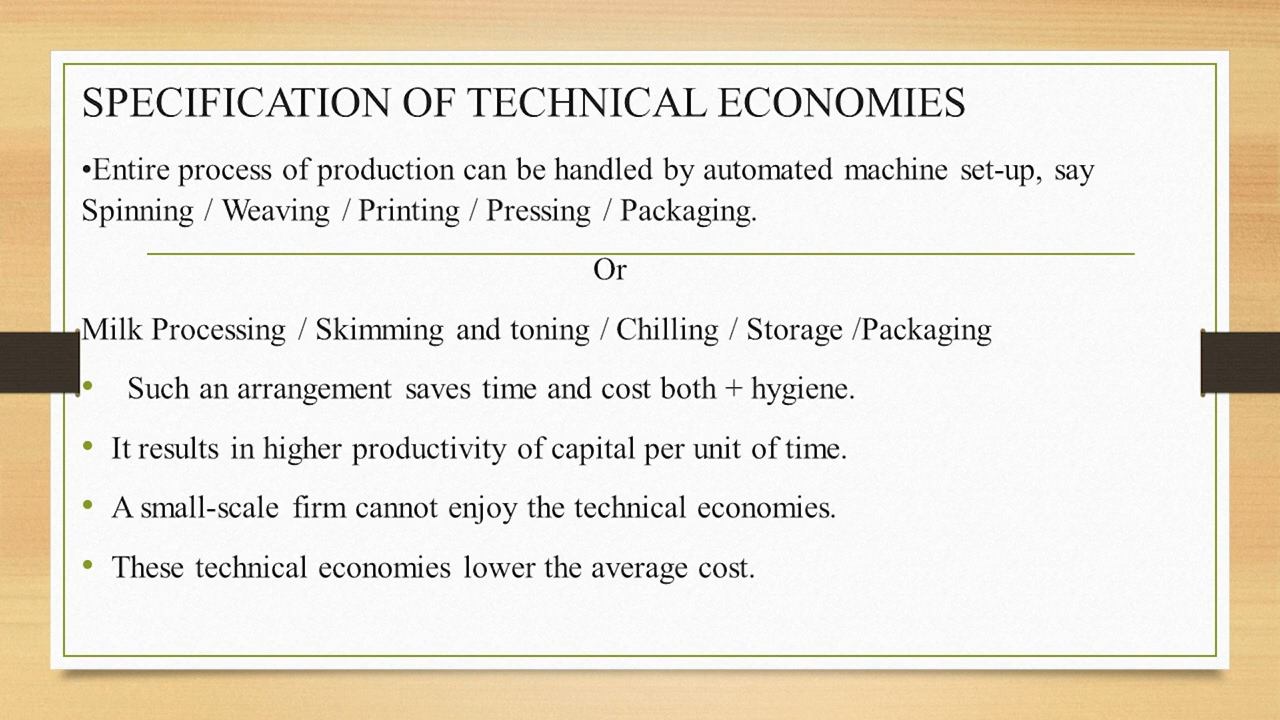 SPECIFICATION OF TECHNICAL ECONOMIES
•Entire process of production can be handled by automated machine set-up, say
Spinning / Weaving / Printing / Pressing / Packaging.
Or
Milk Processing / Skimming and toning / Chilling / Storage /Packaging
• Such an arrangement saves time and cost both + hygiene.
• It results in higher productivity of capital per unit of time.
• A small-scale firm cannot enjoy the technical economies.
• These technical economies lower the average cost.